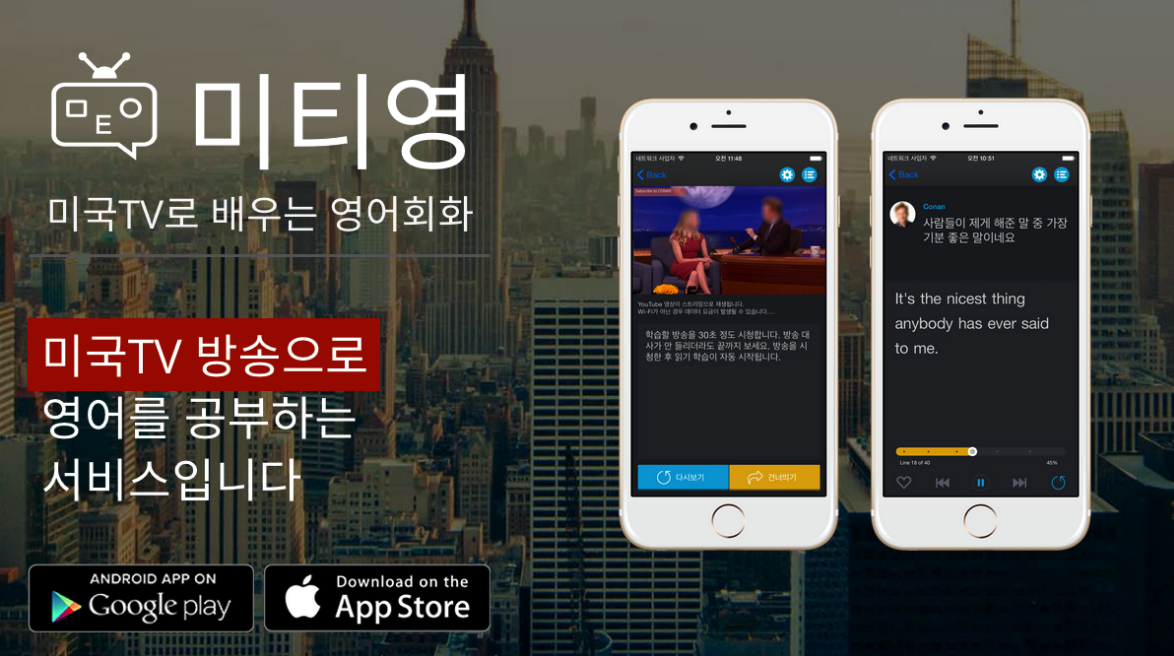 미티영
E
미국TV로 배우는 영어회화
미국TV 방송으로
영어를 공부하는
서비스입니다
ANDROID APP ON
Google play
Download on the
App Store
네트워크 사업자
오전 11:48
Back
Subscribe to CONAN
YouTube 영상이 스트리밍으로 재생됩니다.
Wi-Fi가 아닌 경우 데이터 요금이 발생될 수 있습니다....
학습할 방송을 30초 정도 시청합니다. 방송 대
사가 안 들리더라도 끝까지 보세요. 방송을 시
청한 후 읽기 학습이 자동 시작됩니다.
다시보기
건너띄기
네트워크 사업자
오전 10:51
Back
Conan
사람들이 제게 해준 말 중 가장
기분 좋은 말이네요
It's the nicest thing
anybody has ever said
to me.
Line 18 of 40
45%